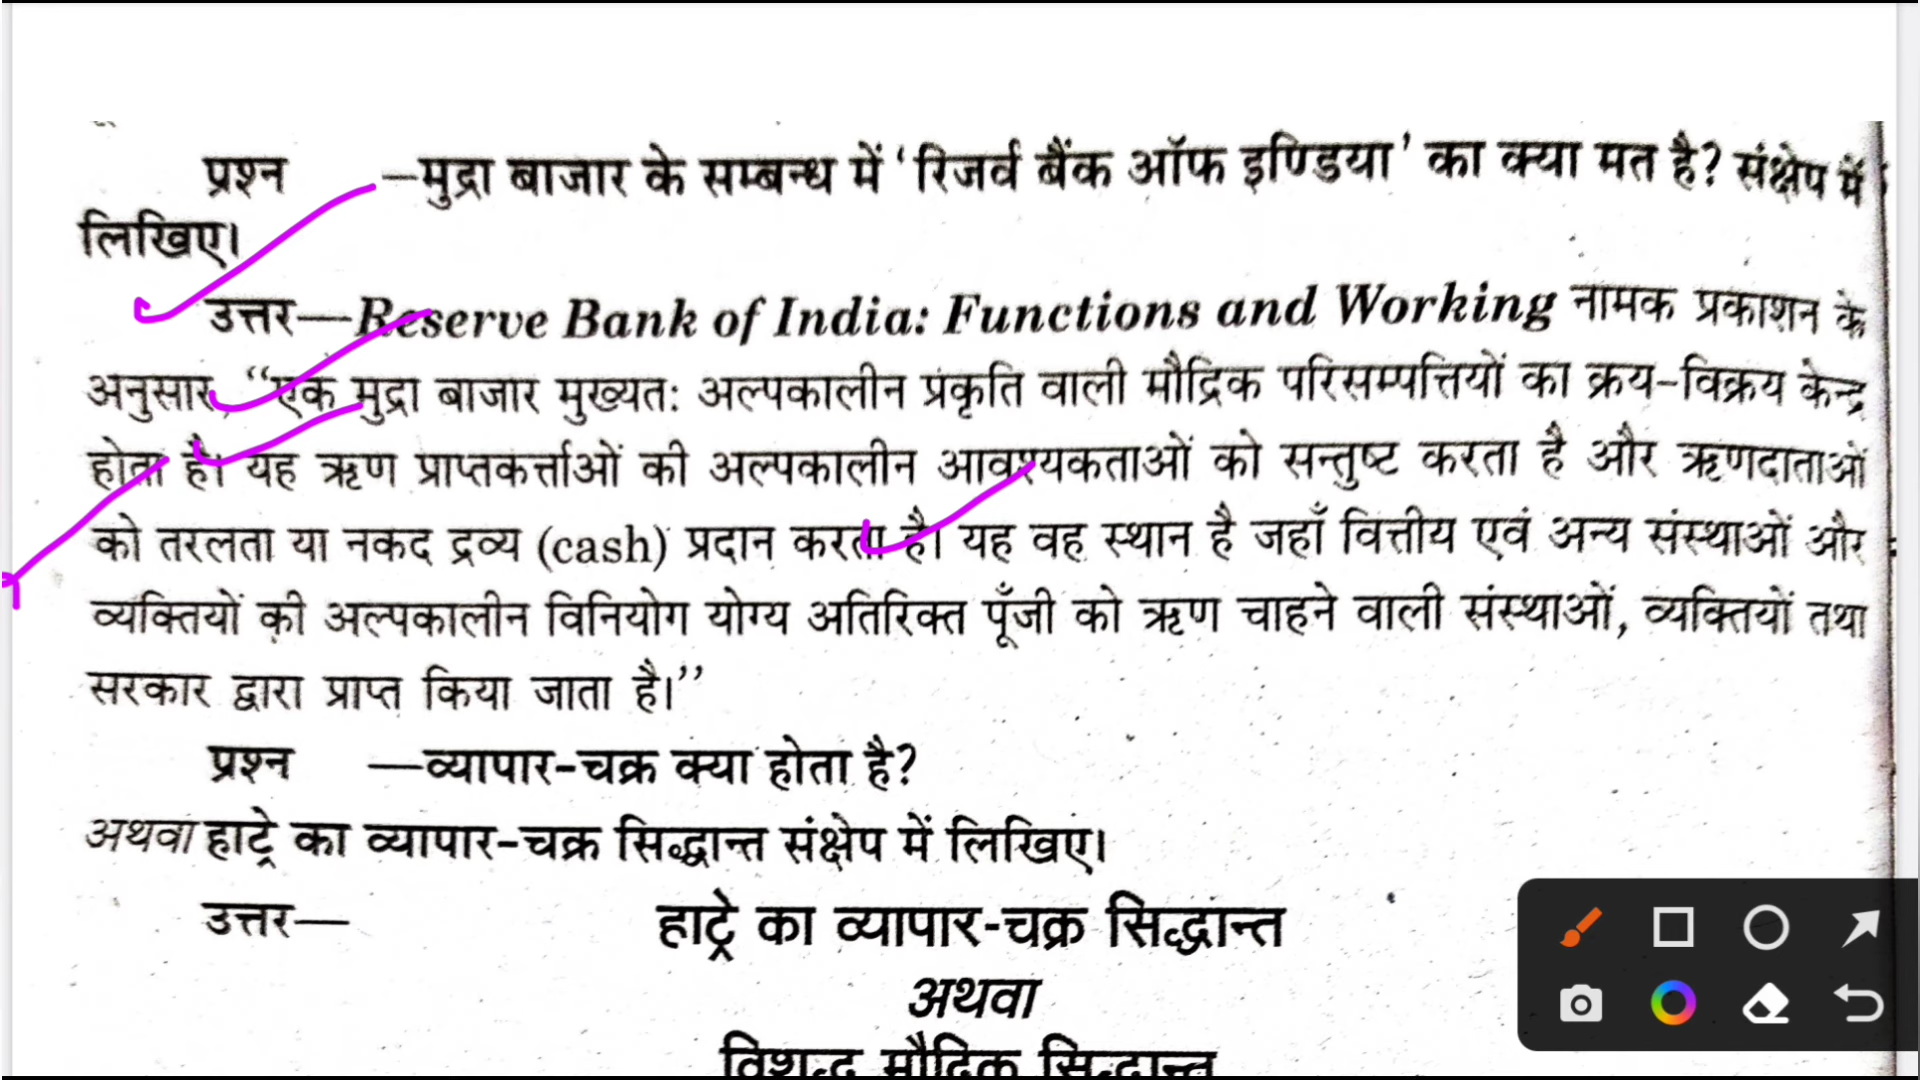 प्रश्न —मुद्रा बाजार के सम्बन्ध में 'रिजर्व बैंक ऑफ इण्डिया' का क्या मत है? संक्षेप में
लिखिए।
उत्तर—Reserve Bank of India: Functions and Working नामक प्रकाशन के
अनुसार, ‘‘एक मुद्रा बाजार मुख्यतः अल्पकालीन प्रकृति वाली मौद्रिक परिसम्पत्तियों का क्रय-विक्रय केन्द्र
होता है। यह ऋण प्राप्तकर्त्ताओं की अल्पकालीन आवश्यकताओं को सन्तुष्ट करता है और ऋणदाताओं
को तरलता या नकद द्रव्य (cash) प्रदान करता है। यह वह स्थान है जहाँ वित्तीय एवं अन्य संस्थाओं और
व्यक्तियों की अल्पकालीन विनियोग योग्य अतिरिक्त पूँजी को ऋण चाहने वाली संस्थाओं, व्यक्तियों तथा
सरकार द्वारा प्राप्त किया जाता है।’’
प्रश्न —व्यापार-चक्र क्या होता है?
अथवा हाट्रे का व्यापार-चक्र सिद्धान्त संक्षेप में लिखिए।
उत्तर— हाट्रे का व्यापार-चक्र सिद्धान्त
अथवा
विशुद्ध मौद्रिक सिद्धान्त